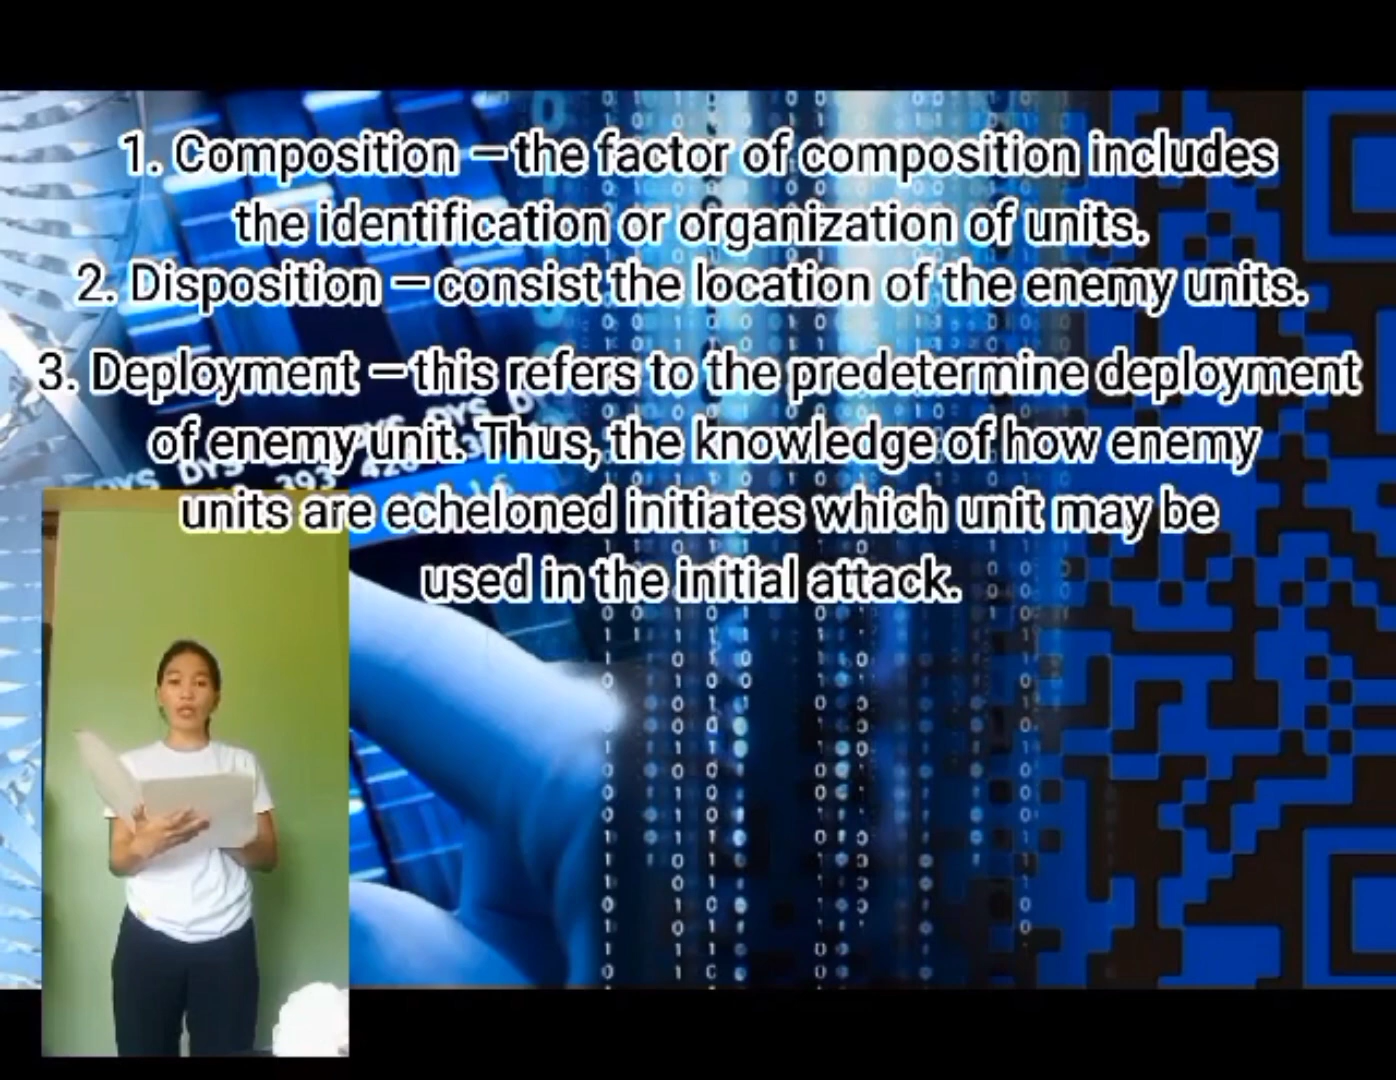 1. Composition – the factor of composition includes
the identification or organization of units.
2. Disposition – consist the location of the enemy units.
3. Deployment – this refers to the predetermine deployment
of enemy unit. Thus, the knowledge of how enemy
units are echeloned initiates which unit may be
used in the initial attack.